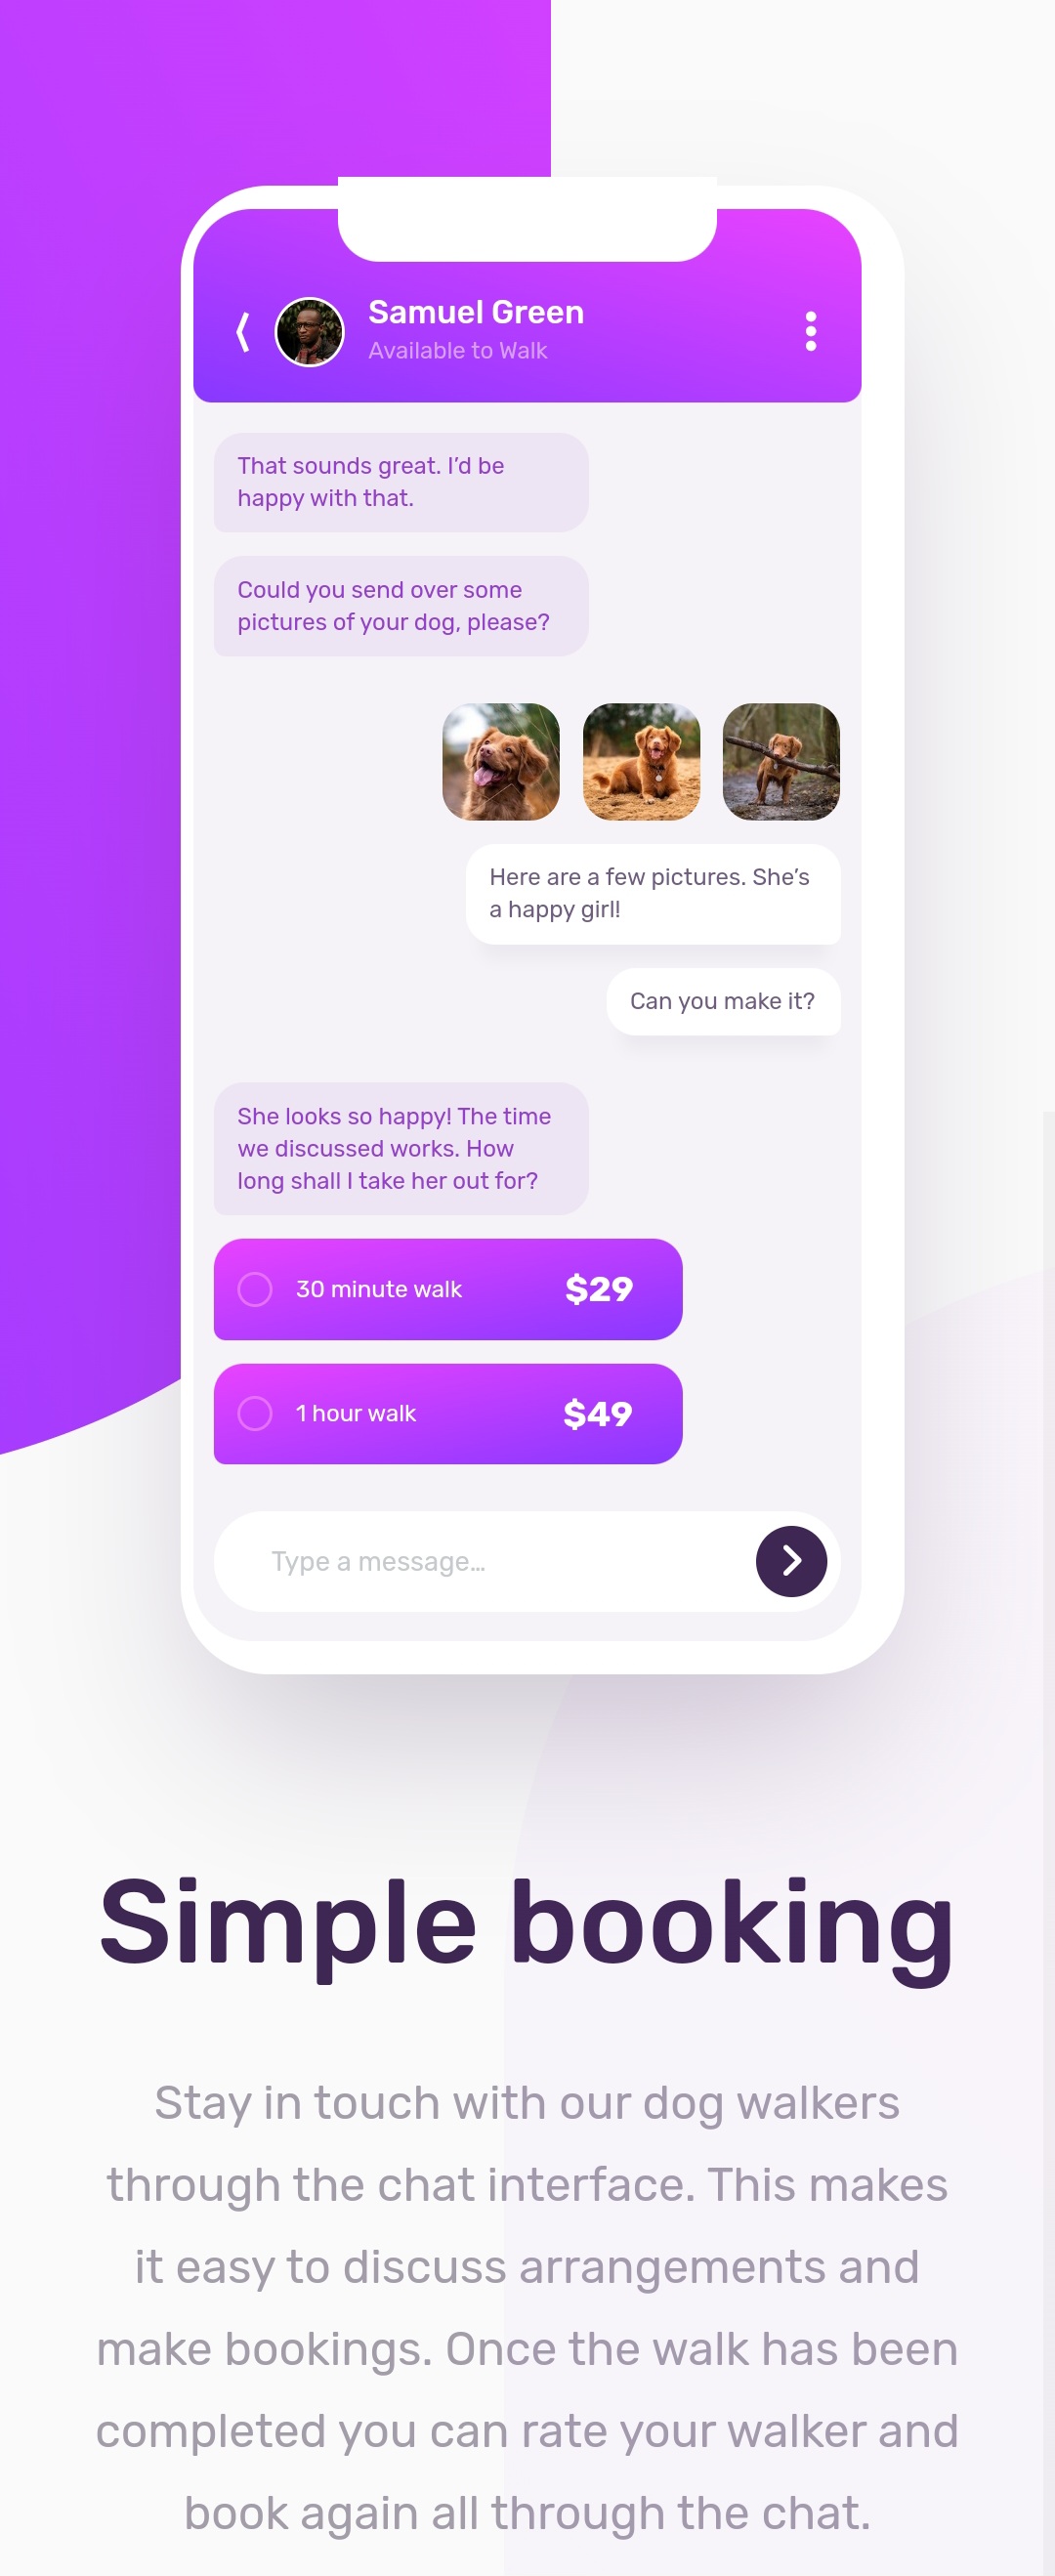 Samuel Green
Available to Walk
That sounds great. I’d be
happy with that.
Could you send over some
pictures of your dog, please?
Here are a few pictures. She’s
a happy girl!
Can you make it?
She looks so happy! The time
we discussed works. How
long shall I take her out for?
30 minute walk $29
1 hour walk $49
Type a message…
Simple booking
Stay in touch with our dog walkers
through the chat interface. This makes
it easy to discuss arrangements and
make bookings. Once the walk has been
completed you can rate your walker and
book again all through the chat.